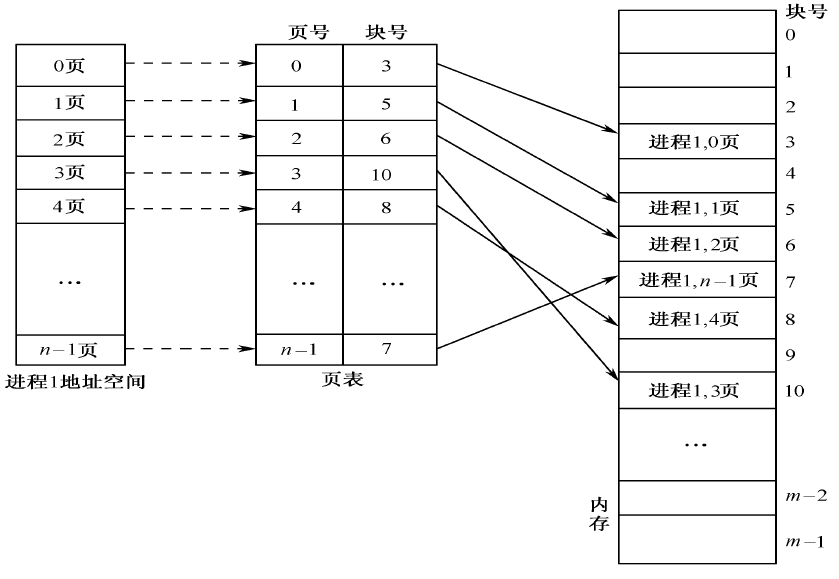 页号 块号
块号
0页
1页
2页
3页
4页
...
n-1页
进程1地址空间
0 3
1 5
2 6
3 10
4 8
... ...
n-1 7
页表
0
1
2
进程1,0页 3
4
进程1,1页 5
进程1,2页 6
进程1,n-1页 7
进程1,4页 8
9
进程1,3页 10
...
m-2
m-1
内存